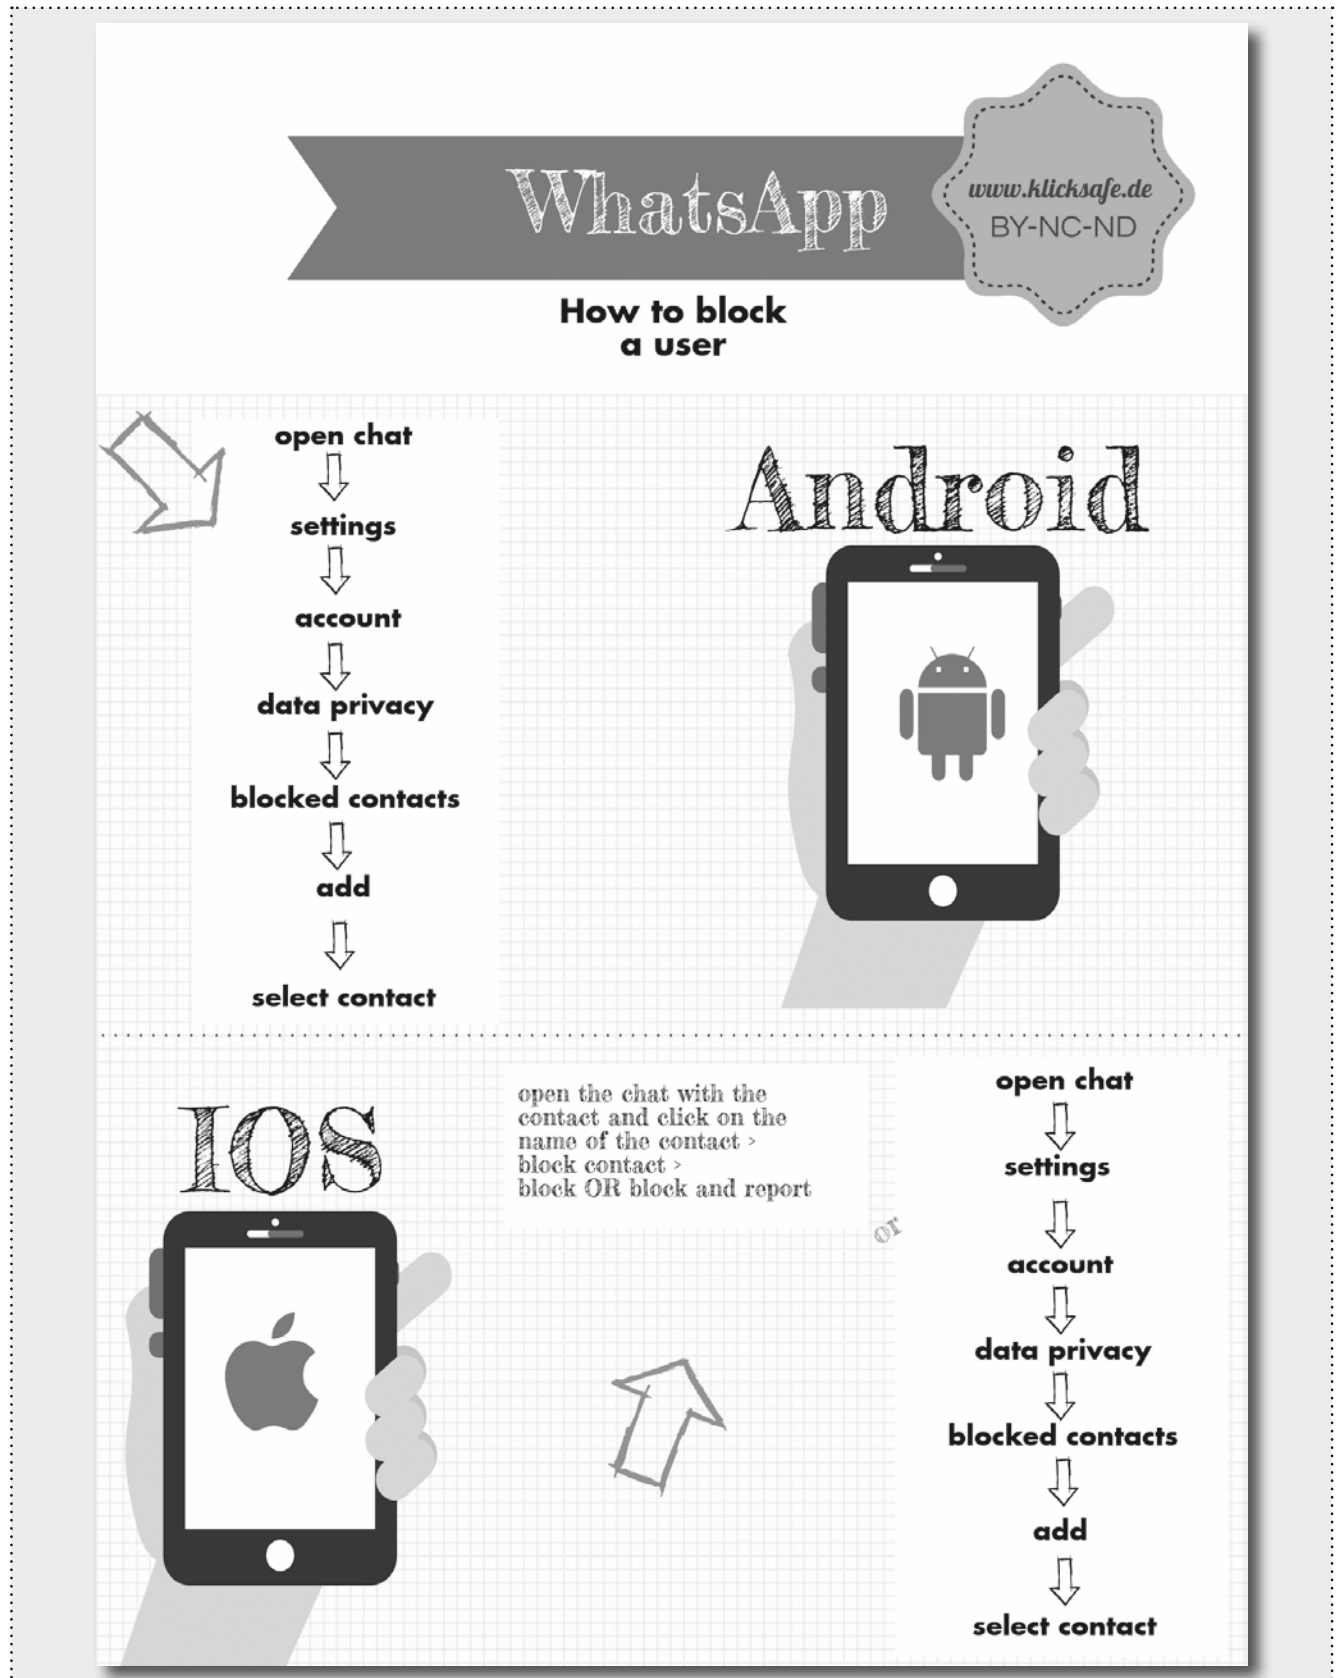 WhatsApp
www.klicksafe.de
BY-NC-ND
How to block
a user
open chat
settings
account
data privacy
blocked contacts
add
select contact
Android
IOS
open the chat with the
contact and click on the
name of the contact >
block contact >
block OR block and report
or
open chat
settings
account
data privacy
blocked contacts
add
select contact